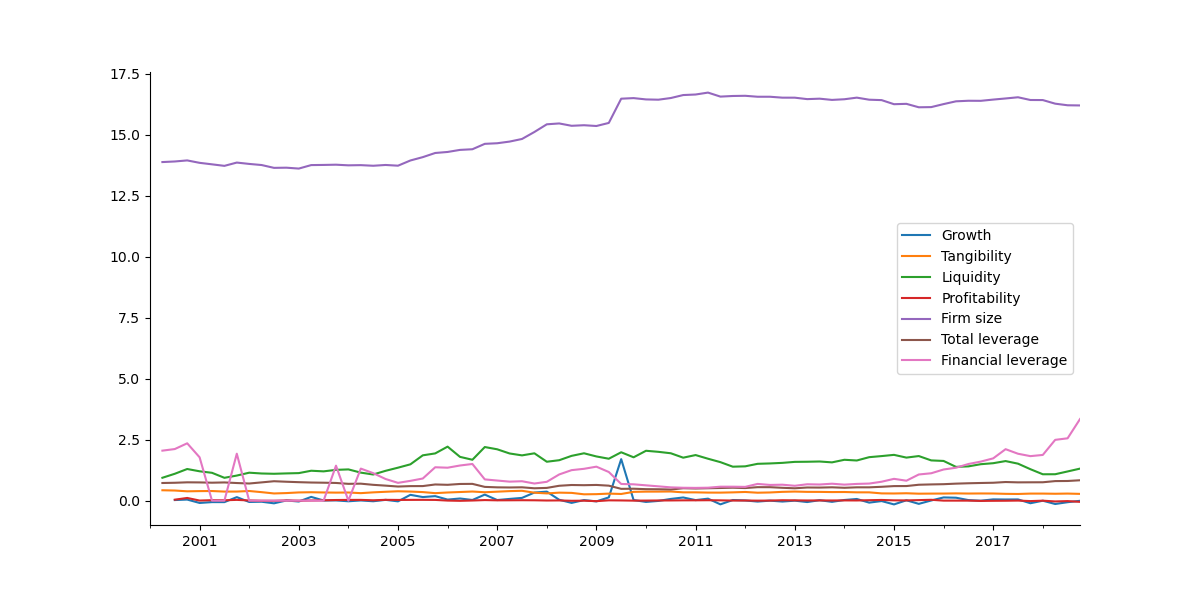 17.5
15.0
12.5
10.0
7.5
5.0
2.5
0.0
Growth
Tangibility
Liquidity
Profitability
Firm size
Total leverage
Financial leverage
2001 2003 2005 2007 2009 2011 2013 2015 2017